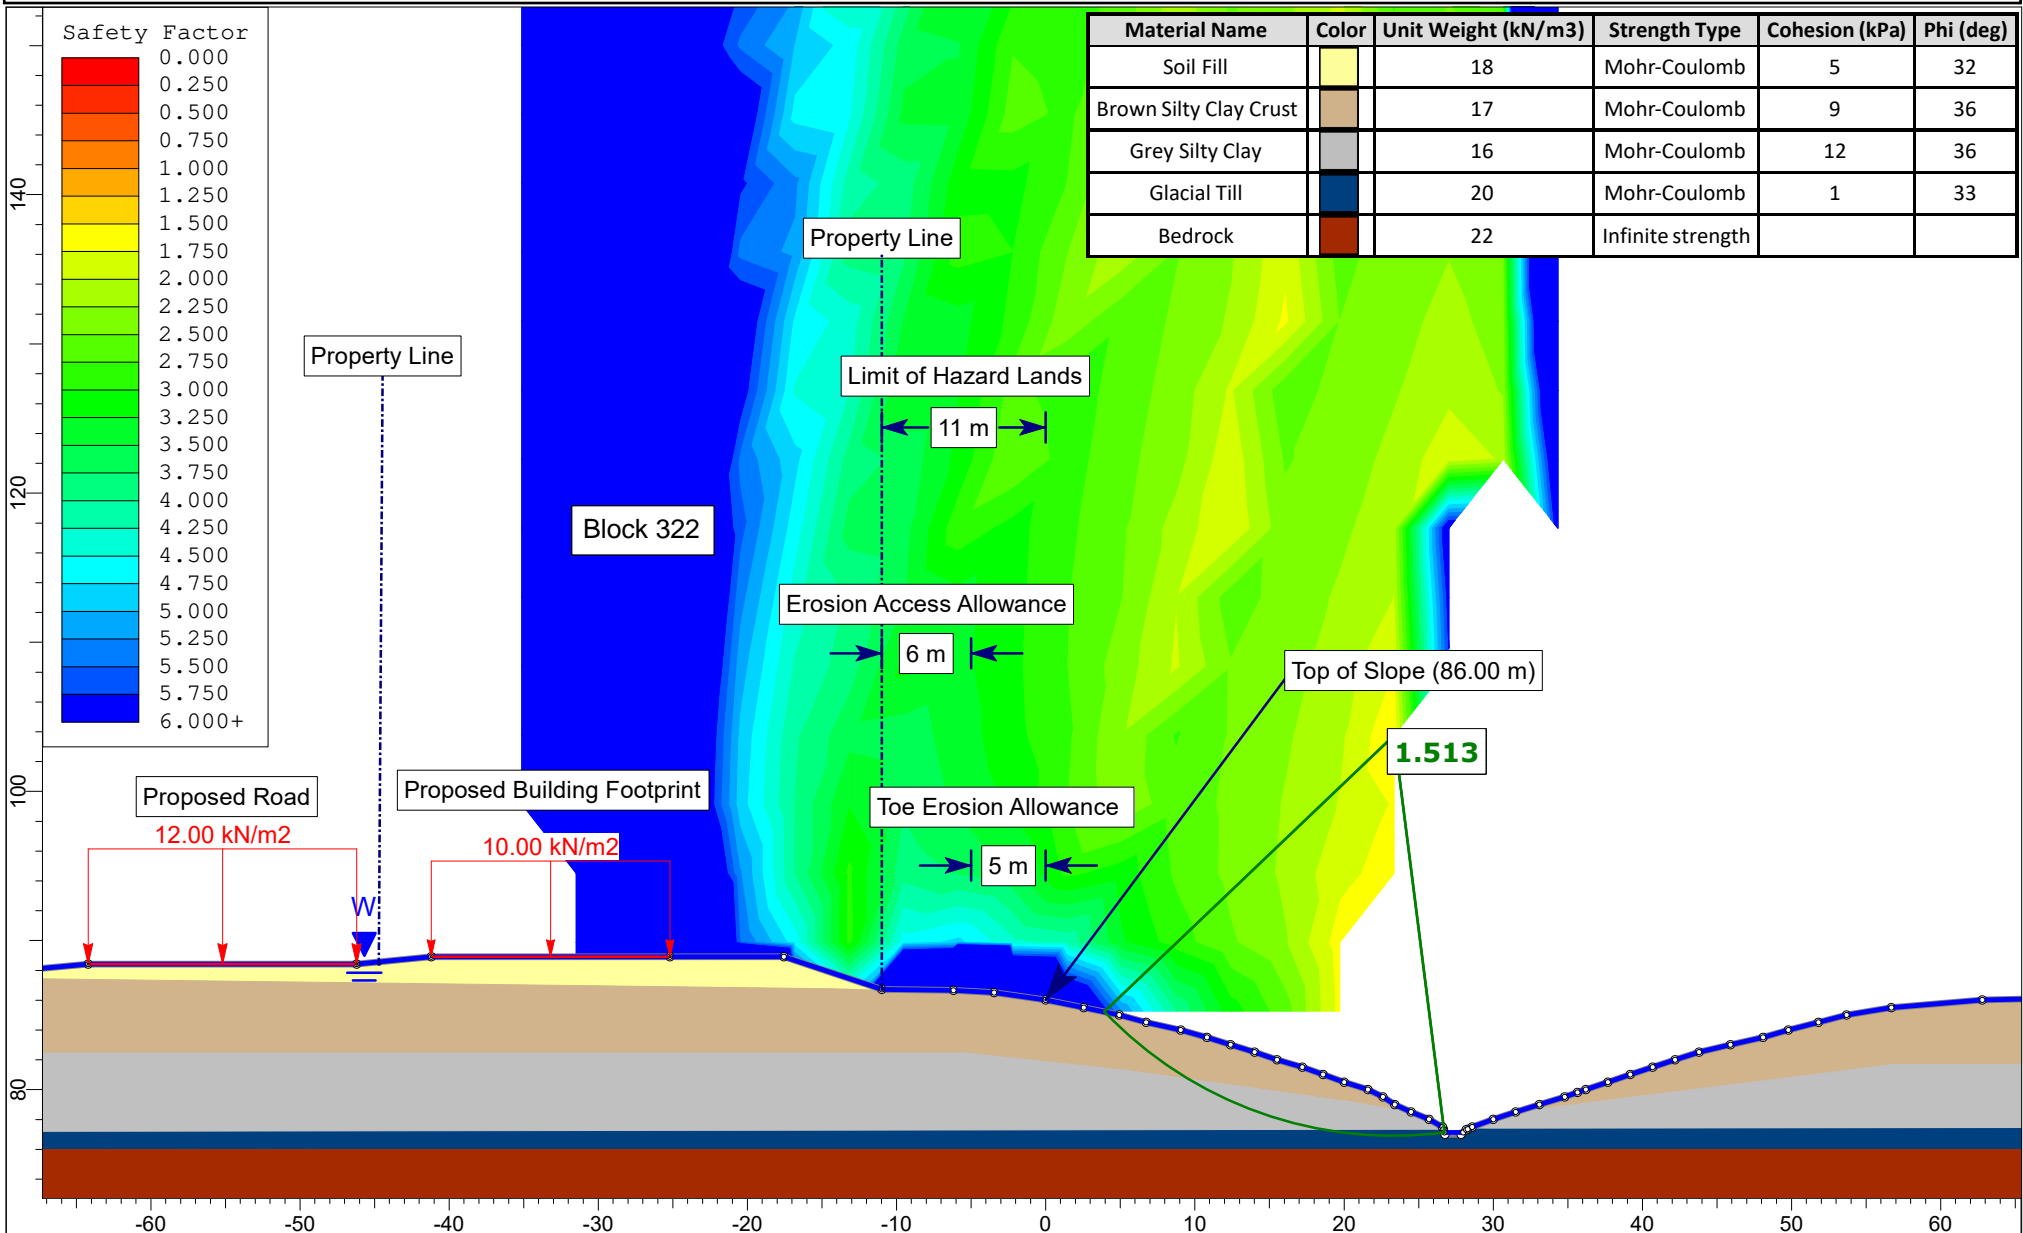 Safety Factor
0.000
0.250
0.500
0.750
1.000
1.250
1.500
1.750
2.000
2.250
2.500
2.750
3.000
3.250
3.500
3.750
4.000
4.250
4.500
4.750
5.000
5.250
5.500
5.750
6.000+
Material Name Color Unit Weight (kN/m3) Strength Type Cohesion (kPa) Phi (deg)
Soil Fill 18 Mohr-Coulomb 5 32
Brown Silty Clay Crust 17 Mohr-Coulomb 9 36
Grey Silty Clay 16 Mohr-Coulomb 12 36
Glacial Till 20 Mohr-Coulomb 1 33
Bedrock 22 Infinite strength
Property Line
Property Line
Limit of Hazard Lands
11 m
Block 322
Erosion Access Allowance
6 m
Top of Slope (86.00 m)
1.513
Proposed Road
12.00 kN/m2
Proposed Building Footprint
10.00 kN/m2
Toe Erosion Allowance
5 m
W
140
120
100
80
-60 -50 -40 -30 -20 -10 0 10 20 30 40 50 60